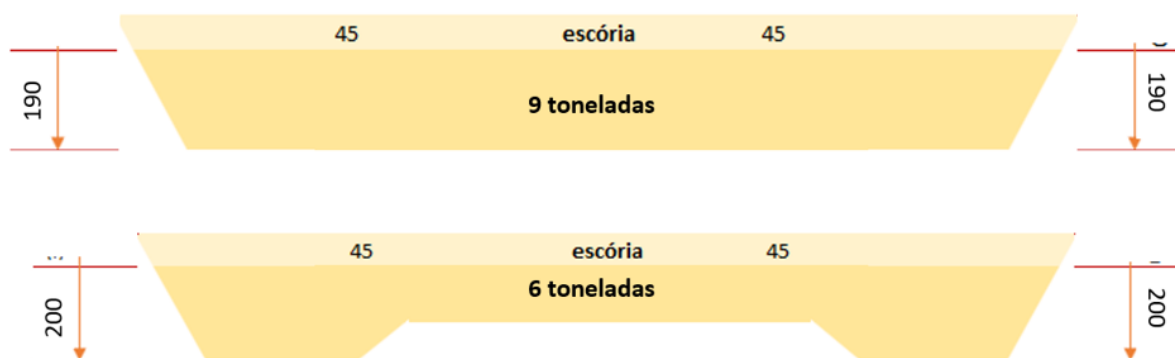 45 escória 45
190 9 toneladas 190
45 escória 45
6 toneladas
200 200